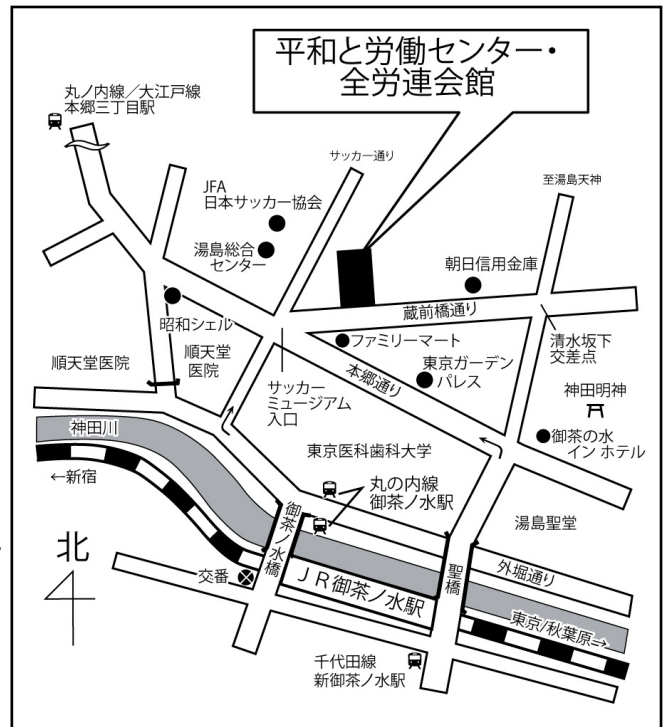 平和と労働センター・
全労連会館
丸ノ内線／大江戸線
本郷三丁目駅
サッカー通り
至湯島天神
JFA
日本サッカー協会
湯島総合
センター
朝日信用金庫
蔵前橋通り
昭和シェル
ファミリーマート
清水坂下
交差点
順天堂医院
順天堂
医院
サッカー
ミュージアム
入口
本郷通り
東京ガーデン
パレス
神田明神
御茶の水
イン ホテル
神田川
東京医科歯科大学
←新宿
丸の内線
御茶ノ水駅
湯島聖堂
御茶ノ水橋
聖橋
外堀通り
北
交番
ＪＲ御茶ノ水駅
東京/秋葉原→
千代田線
新御茶ノ水駅